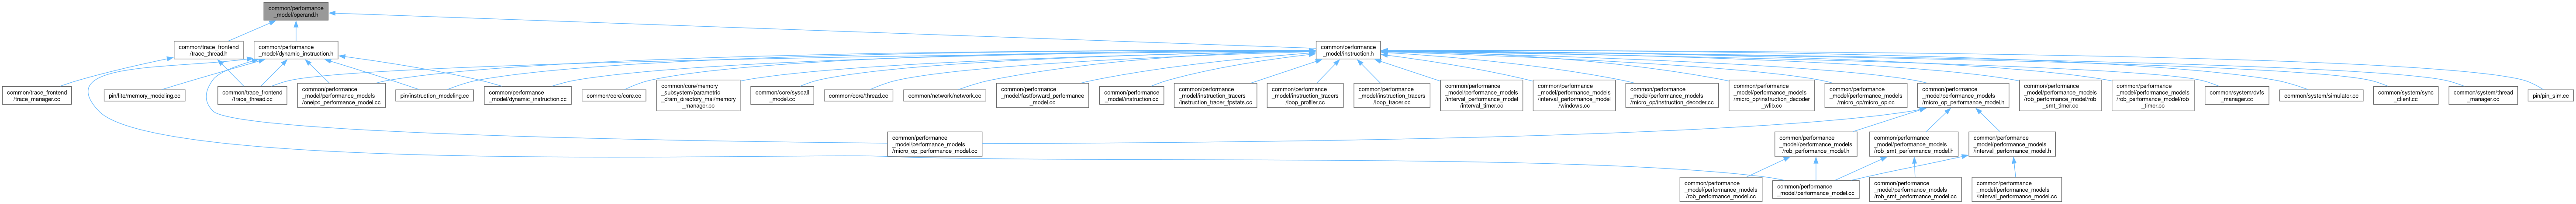 common/performance
_model/operand.h
common/trace_frontend
/trace_thread.h
common/performance
_model/dynamic_instruction.h
common/performance
_model/instruction.h
common/trace_frontend
/trace_manager.cc
pin/lite/memory_modeling.cc
common/trace_frontend
/trace_thread.cc
common/performance
_model/performance_models
/oneipc_performance_model.cc
pin/instruction_modeling.cc
common/performance
_model/dynamic_instruction.cc
common/core/core.cc
common/core/memory
_subsystem/parametric
_dram_directory_msi/memory
_manager.cc
common/core/syscall
_model.cc
common/core/thread.cc
common/network/network.cc
common/performance
_model/fastforward_performance
_model.cc
common/performance
_model/instruction.cc
common/performance
_model/instruction_tracers
/instruction_tracer_fpstats.cc
common/performance
_model/instruction_tracers
/loop_profiler.cc
common/performance
_model/instruction_tracers
/loop_tracer.cc
common/performance
_model/performance_models
/interval_performance_model
/interval_timer.cc
common/performance
_model/performance_models
/interval_performance_model
/windows.cc
common/performance
_model/performance_models
/micro_op/instruction_decoder.cc
common/performance
_model/performance_models
/micro_op/instruction_decoder
_wlib.cc
common/performance
_model/performance_models
/micro_op/micro_op.cc
common/performance
_model/performance_models
/micro_op_performance_model.h
common/performance
_model/performance_models
/rob_performance_model/rob
_smt_timer.cc
common/performance
_model/performance_models
/rob_performance_model/rob
_timer.cc
common/system/dvfs
_manager.cc
common/system/simulator.cc
common/system/sync
_client.cc
common/system/thread
_manager.cc
pin/pin_sim.cc
common/performance
_model/performance_models
/micro_op_performance_model.cc
common/performance
_model/performance_models
/rob_performance_model.h
common/performance
_model/performance_models
/rob_smt_performance_model.h
common/performance
_model/performance_models
/interval_performance_model.h
common/performance
_model/performance_models
/rob_performance_model.cc
common/performance
_model/performance_model.cc
common/performance
_model/performance_models
/rob_smt_performance_model.cc
common/performance
_model/performance_models
/interval_performance_model.cc